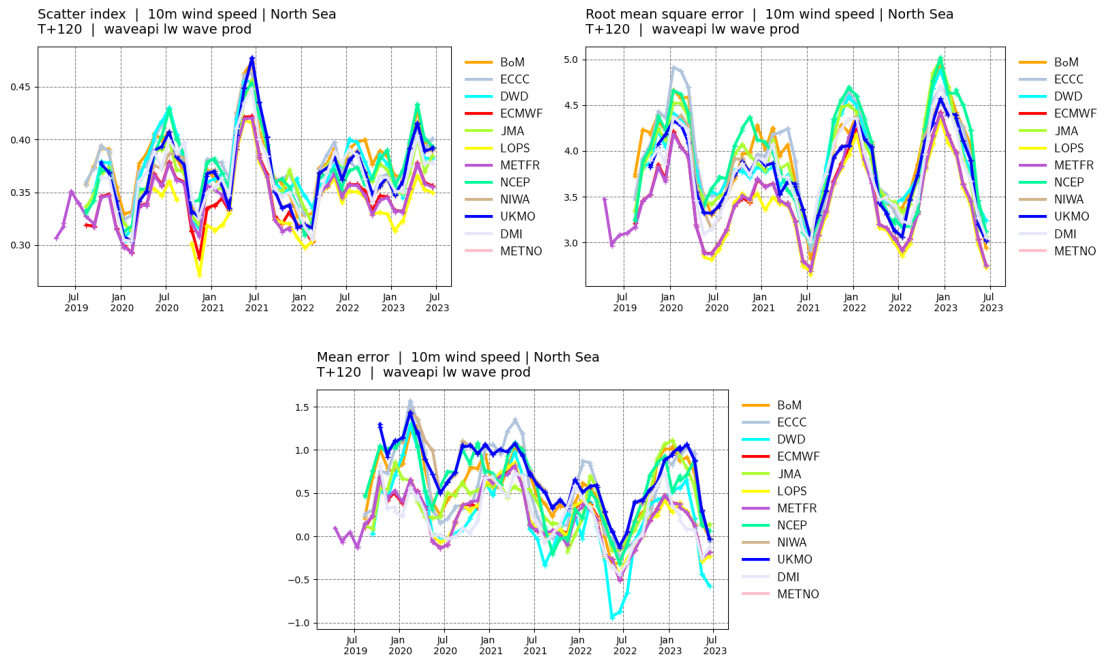 Scatter index | 10m wind speed | North Sea
T+120 | waveapi lw wave prod
0.45
0.40
0.35
0.30
Jul 2019
Jan 2020
Jul 2020
Jan 2021
Jul 2021
Jan 2022
Jul 2022
Jan 2023
Jul 2023
BoM
ECCC
DWD
ECMWF
JMA
LOPS
METFR
NCEP
NIWA
UKMO
DMI
METNO
Root mean square error | 10m wind speed | North Sea
T+120 | waveapi lw wave prod
5.0
4.5
4.0
3.5
3.0
Jul 2019
Jan 2020
Jul 2020
Jan 2021
Jul 2021
Jan 2022
Jul 2022
Jan 2023
Jul 2023
BoM
ECCC
DWD
ECMWF
JMA
LOPS
METFR
NCEP
NIWA
UKMO
DMI
METNO
Mean error | 10m wind speed | North Sea
T+120 | waveapi lw wave prod
1.5
1.0
0.5
0.0
−0.5
−1.0
Jul 2019
Jan 2020
Jul 2020
Jan 2021
Jul 2021
Jan 2022
Jul 2022
Jan 2023
Jul 2023
BoM
ECCC
DWD
ECMWF
JMA
LOPS
METFR
NCEP
NIWA
UKMO
DMI
METNO